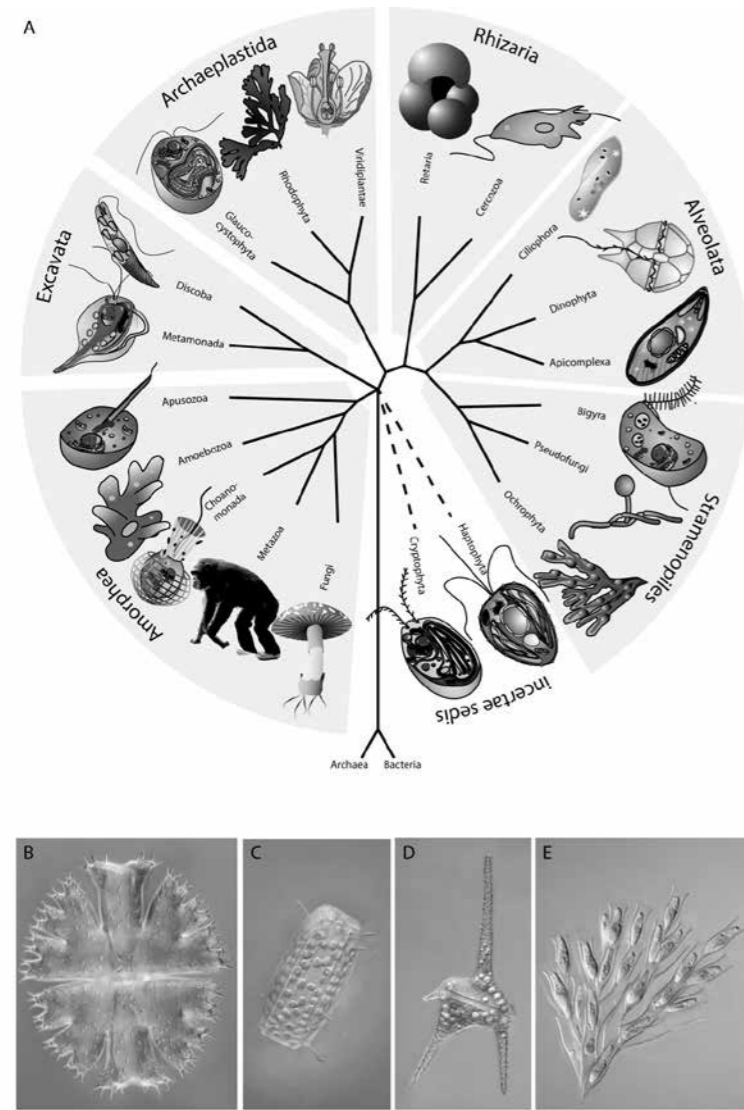 A
Archaeplastida
Rhizaria
Viridiplantae
Rhodophyta
Glauco-
cystophyta
Retaria
Cercozoa
Ciliophora
Alveolata
Dinophyta
Apicomplexa
Excavata
Discoba
Metamonada
Apusozoa
Amoebozoa
Choano-
monada
Metazoa
Fungi
Amorphea
Bigyra
Pseudofungi
Ochrophyta
Stramenopiles
Haptophyta
Cryptophyta
incertae sedis
Archaea
Bacteria
B
C
D
E